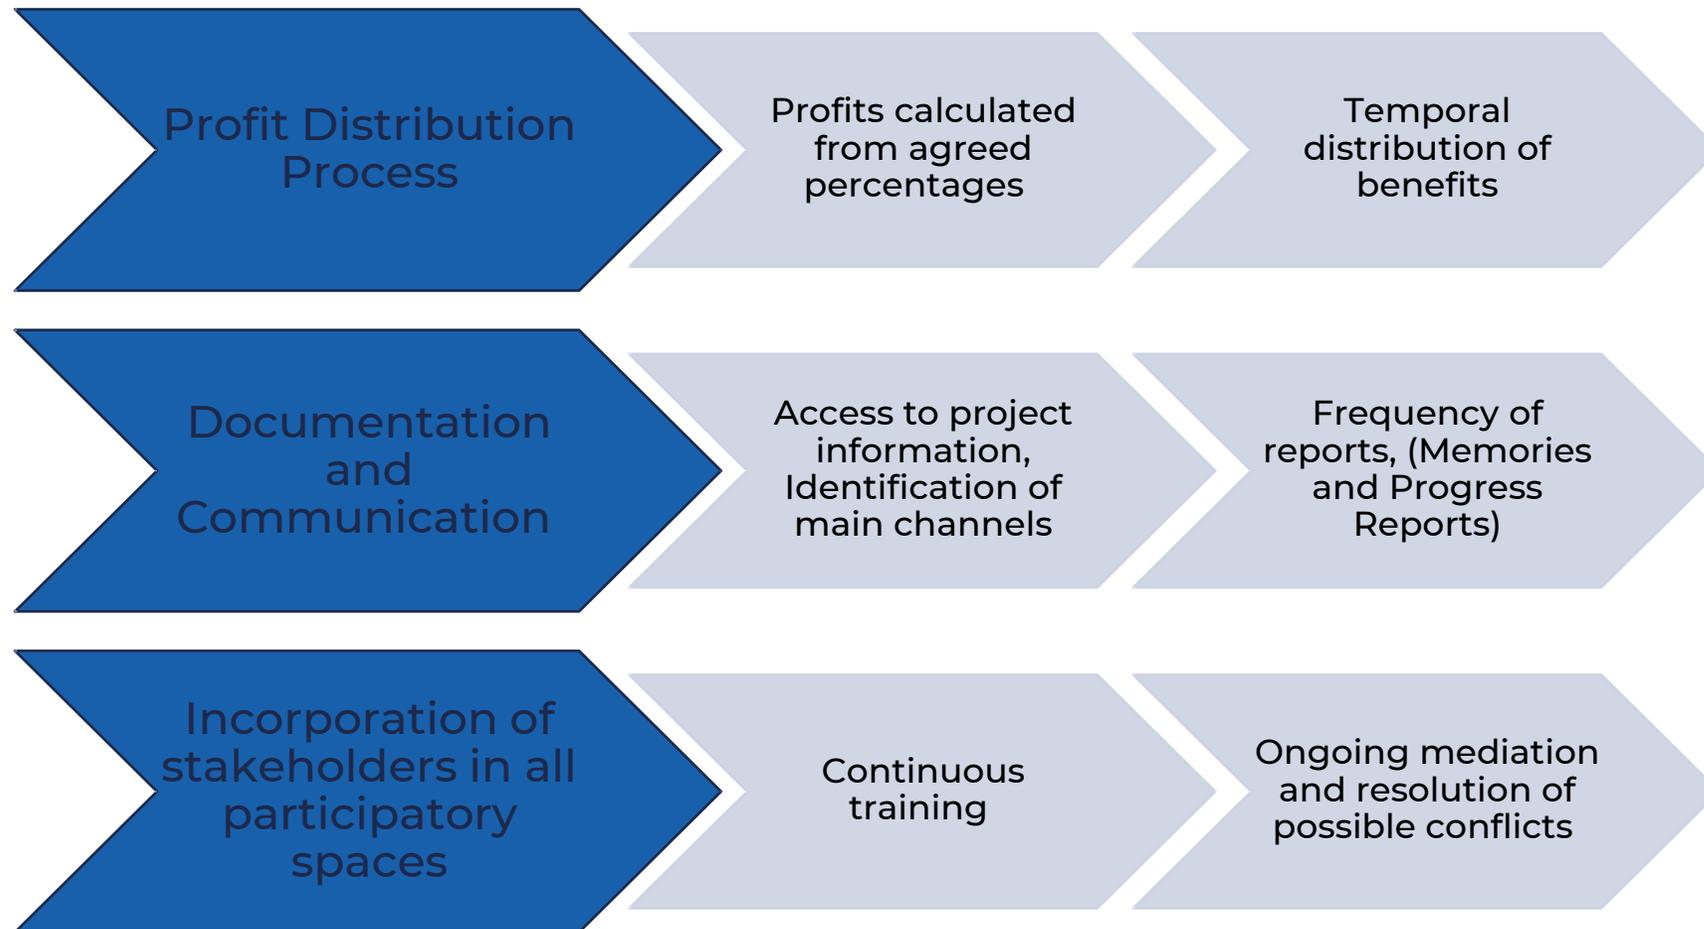 Profit Distribution
Process
Profits calculated
from agreed
percentages
Temporal
distribution of
benefits
Documentation
and
Communication
Access to project
information,
Identification of
main channels
Frequency of
reports, (Memories
and Progress
Reports)
Incorporation of
stakeholders in all
participatory
spaces
Continuous
training
Ongoing mediation
and resolution of
possible conflicts